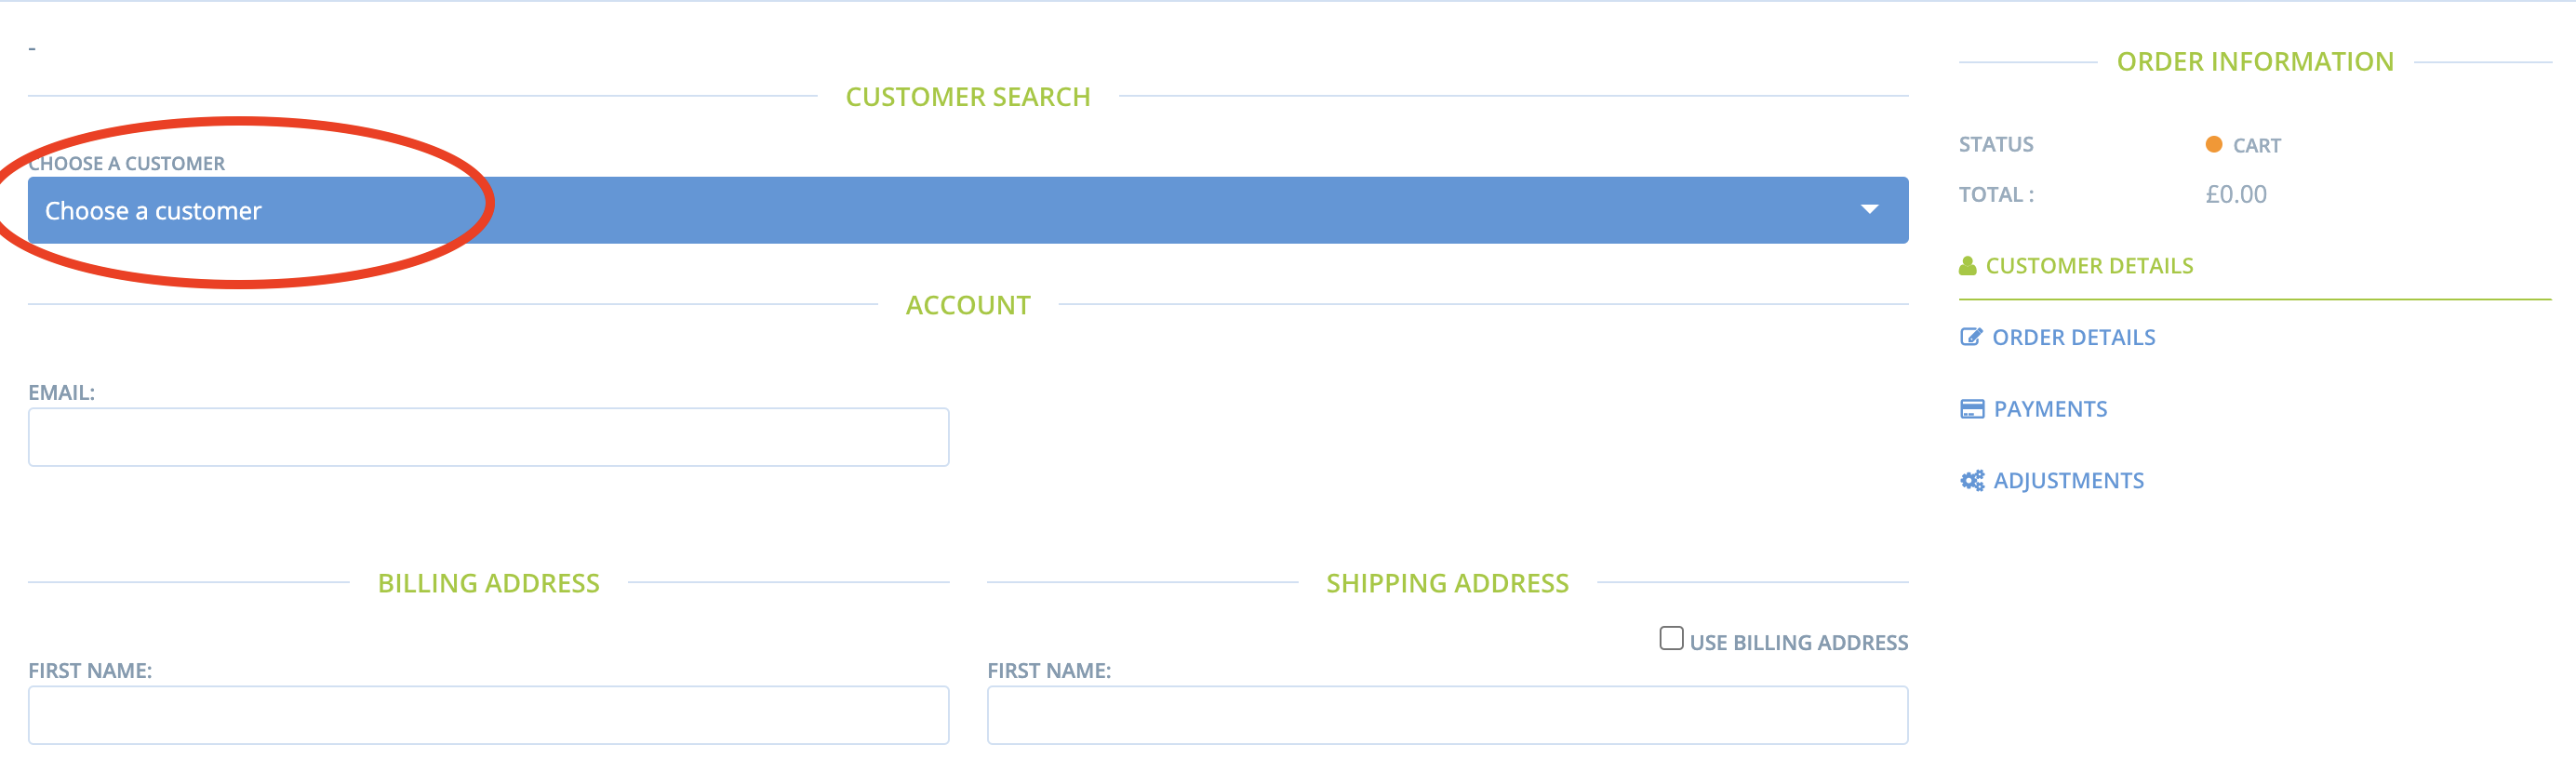 -
CUSTOMER SEARCH
CHOOSE A CUSTOMER
Choose a customer
ACCOUNT
EMAIL:
BILLING ADDRESS
FIRST NAME:
SHIPPING ADDRESS
USE BILLING ADDRESS
FIRST NAME:
ORDER INFORMATION
STATUS CART
TOTAL : £0.00
CUSTOMER DETAILS
ORDER DETAILS
PAYMENTS
ADJUSTMENTS